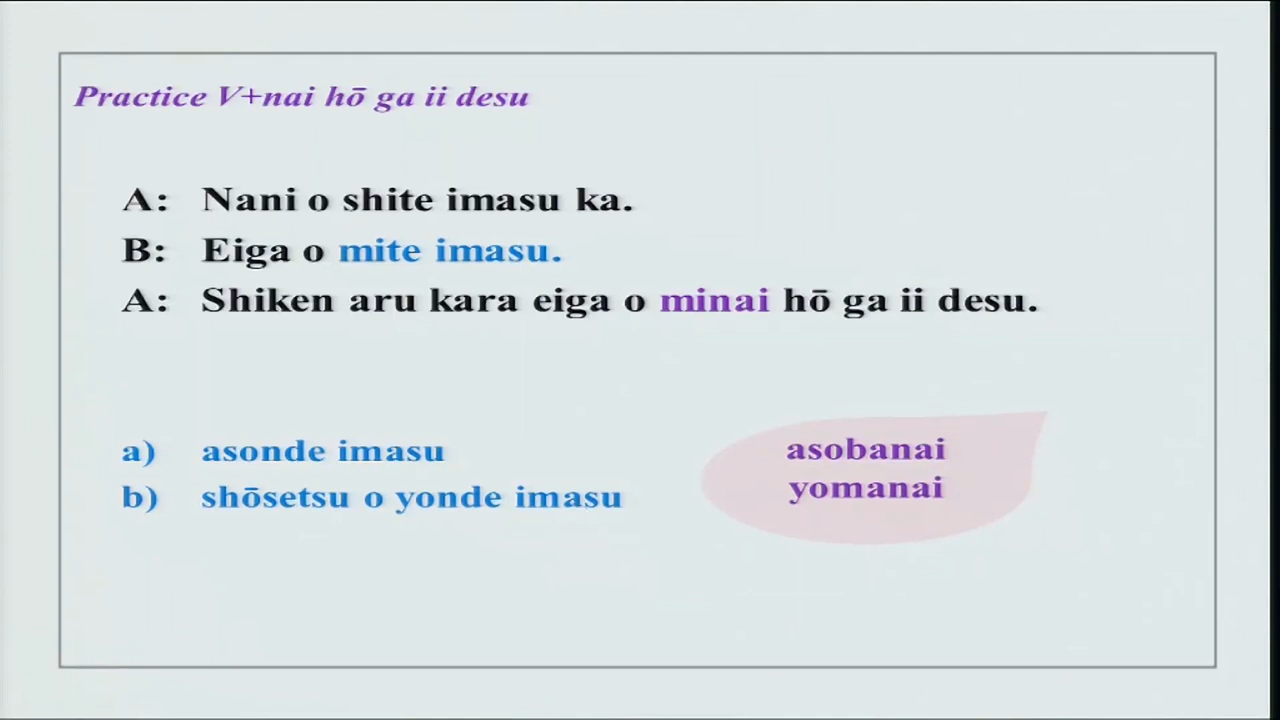 Practice V+nai hō ga ii desu
A: Nani o shite imasu ka.
B: Eiga o mite imasu.
A: Shiken aru kara eiga o minai hō ga ii desu.
a) asonde imasu
asobanai
b) shōsetsu o yonde imasu
yomanai